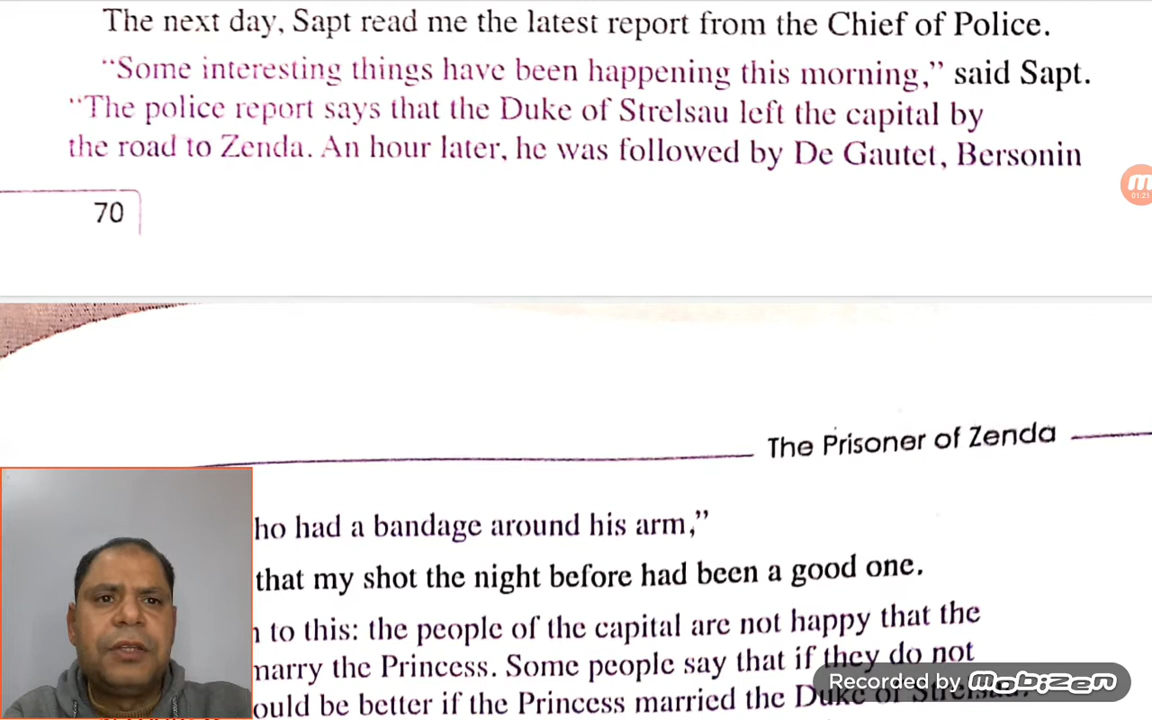 The next day, Sapt read me the latest report from the Chief of Police.
“Some interesting things have been happening this morning,” said Sapt.
“The police report says that the Duke of Strelsau left the capital by
the road to Zenda. An hour later, he was followed by De Gautet, Bersonin
70
01:21
The Prisoner of Zenda
ho had a bandage around his arm,”
that my shot the night before had been a good one.
to this: the people of the capital are not happy that the
marry the Princess. Some people say that if they do not
ould be better if the Princess married the Duke of Strelsau.
Recorded by mobizen